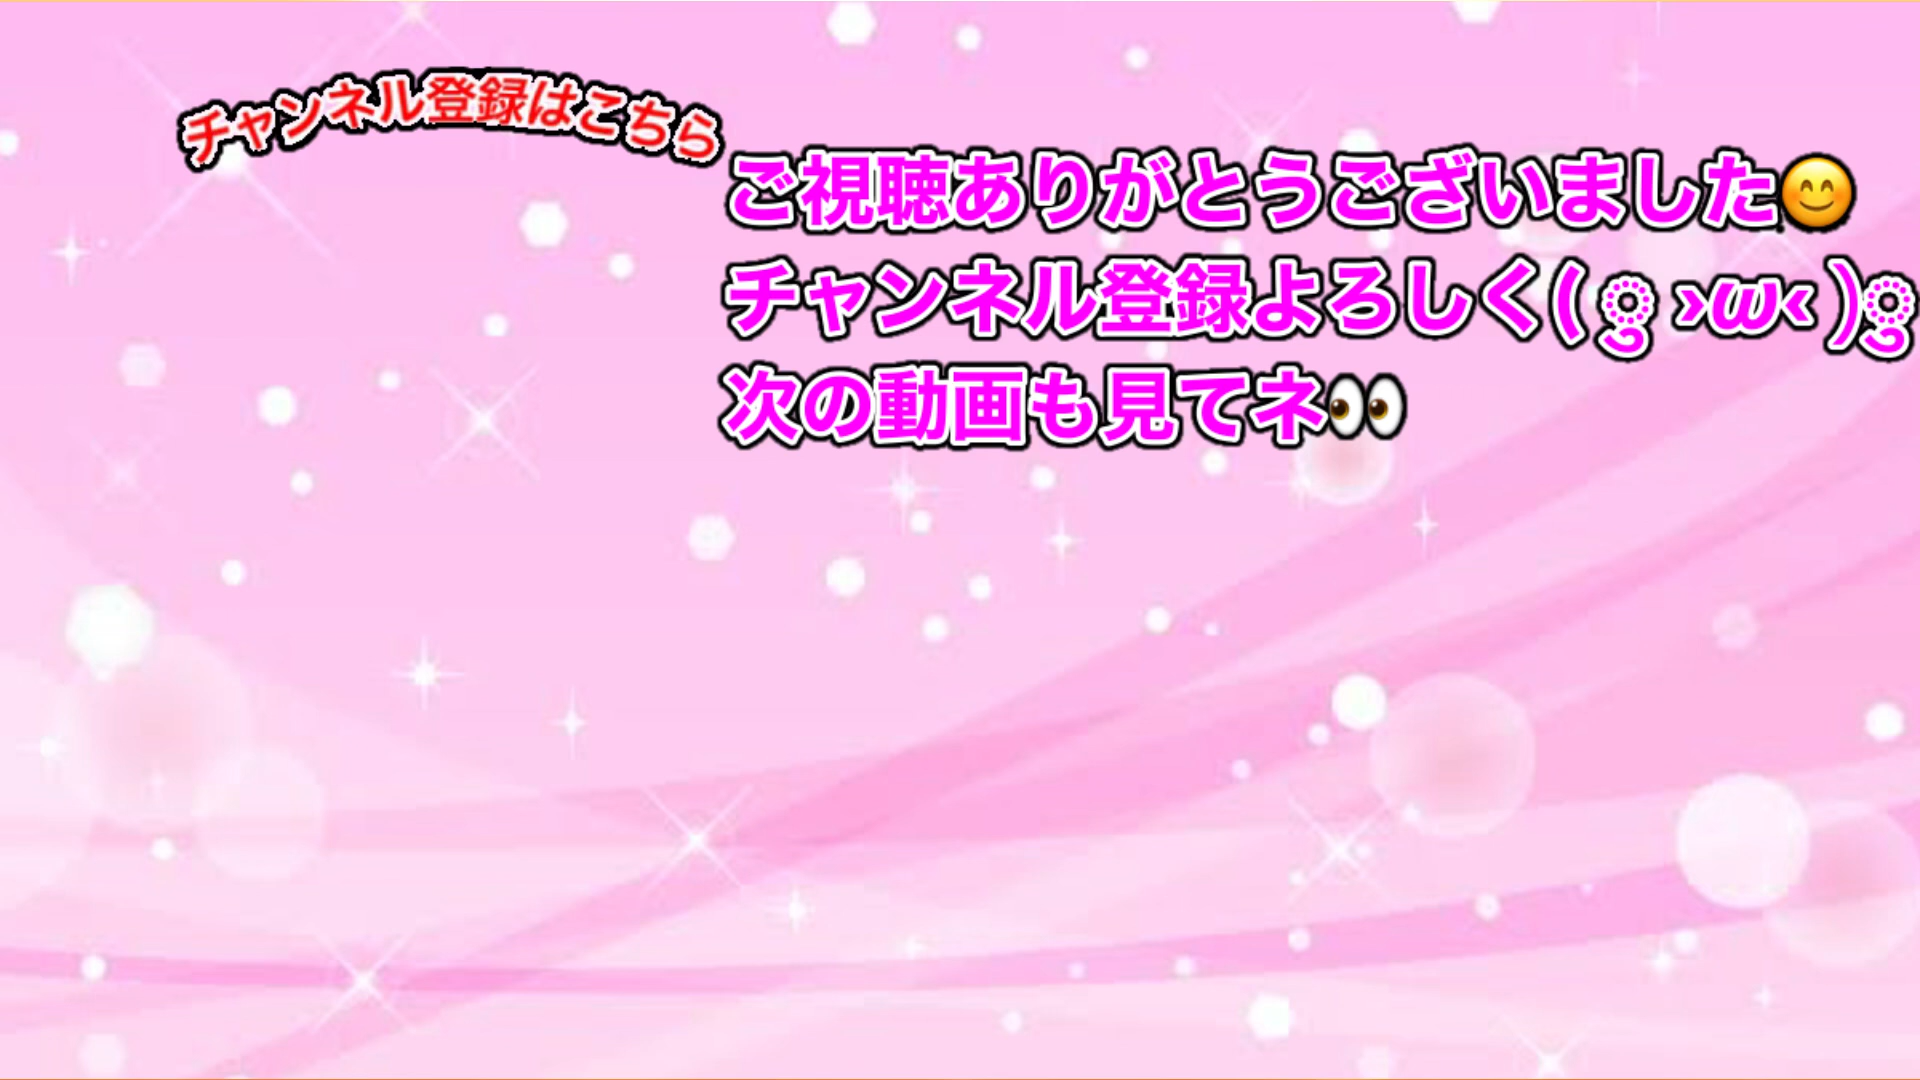 チャンネル登録はこちら
ご視聴ありがとうございました😊
チャンネル登録よろしく( ुུ ›ω‹ )ुུ
次の動画も見てネ👀